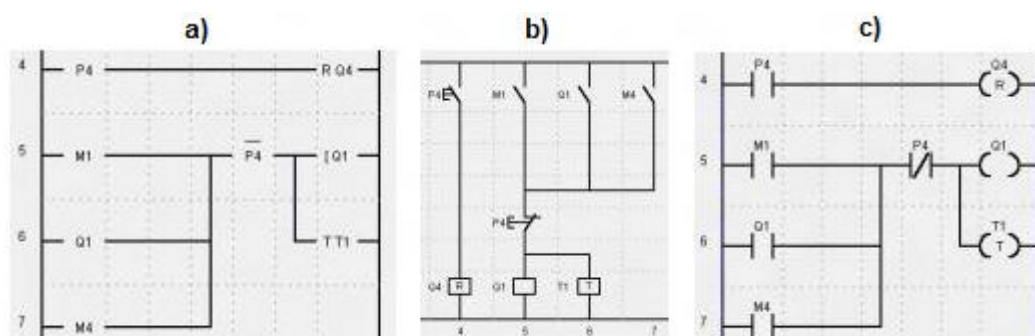 a)
4 P4 R Q4
5 M1 P4 [ Q1
6 Q1 T T1
7 M4
b)
P4 M1 Q1 M4
P4
Q4 R Q1 T1 T
4 5 6 7
c)
4 P4 Q4
R
5 M1 P4 Q1
6 Q1 T1
T
7 M4